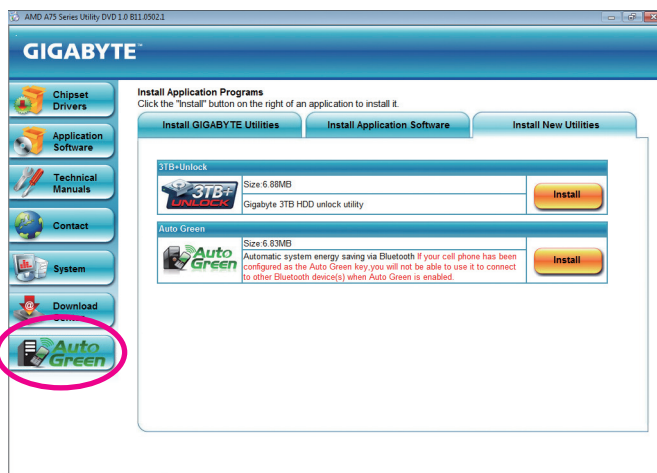 AMD A75 Series Utility DVD 1.0 B11.0502.1
GIGABYTE™
Chipset
Drivers
Application
Software
Technical
Manuals
Contact
System
Download
Auto
Green
Install Application Programs
Click the "Install" button on the right of an application to install it.
Install GIGABYTE Utilities
Install Application Software
Install New Utilities
3TB+Unlock
3TB+
UNLOCK
Size:6.88MB
Gigabyte 3TB HDD unlock utility
Install
Auto Green
Auto
Green
Size:6.83MB
Automatic system energy saving via Bluetooth If your cell phone has been
configured as the Auto Green key,you will not be able to use it to connect
to other Bluetooth device(s) when Auto Green is enabled.
Install